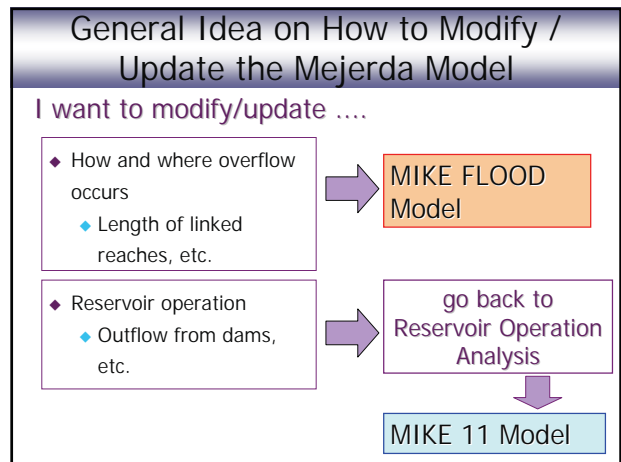 General Idea on How to Modify /
Update the Mejerda Model
I want to modify/update ....
◆ How and where overflow
occurs
◆ Length of linked
reaches, etc.
MIKE FLOOD
Model
◆ Reservoir operation
◆ Outflow from dams,
etc.
go back to
Reservoir Operation
Analysis
MIKE 11 Model